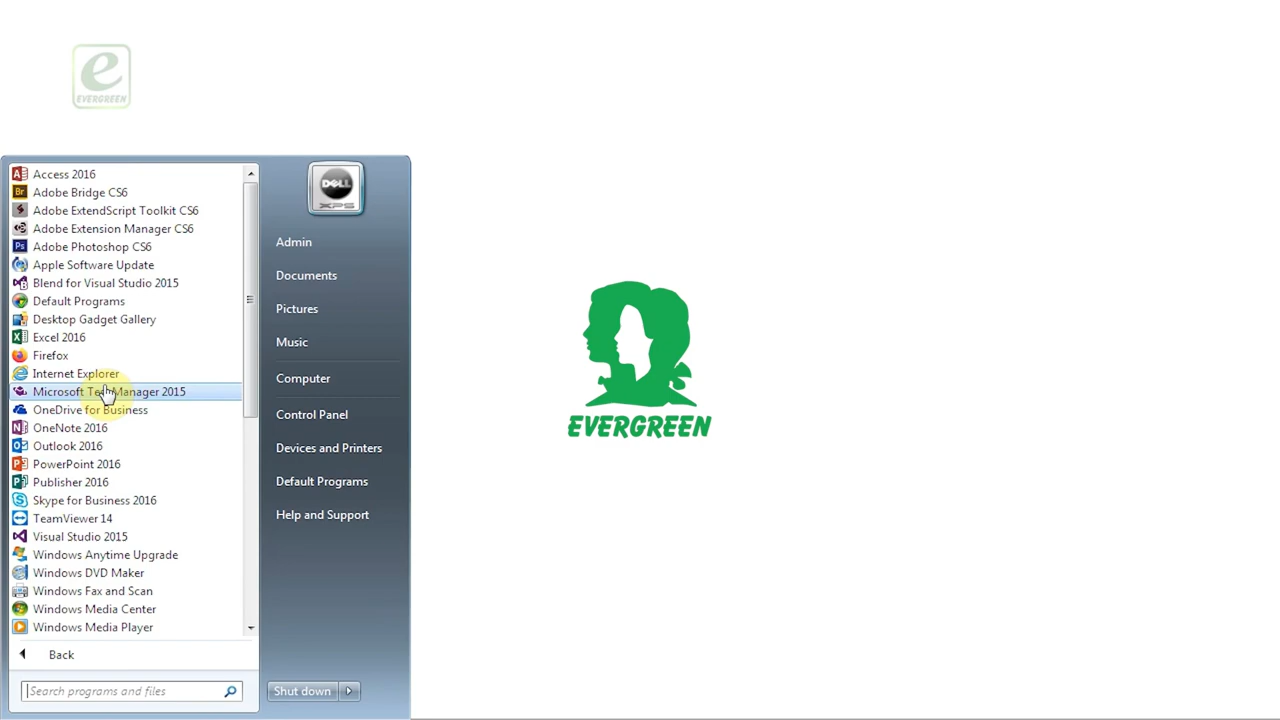 e
EVERGREEN
Access 2016
Br Adobe Bridge CS6
Adobe ExtendScript Toolkit CS6
Adobe Extension Manager CS6
Ps Adobe Photoshop CS6
Apple Software Update
Blend for Visual Studio 2015
Default Programs
Desktop Gadget Gallery
Excel 2016
Firefox
Internet Explorer
Microsoft Test Manager 2015
OneDrive for Business
OneNote 2016
Outlook 2016
PowerPoint 2016
Publisher 2016
Skype for Business 2016
TeamViewer 14
Visual Studio 2015
Windows Anytime Upgrade
Windows DVD Maker
Windows Fax and Scan
Windows Media Center
Windows Media Player
Back
Search programs and files
DELL
XPS
Admin
Documents
Pictures
Music
Computer
Control Panel
Devices and Printers
Default Programs
Help and Support
Shut down
EVERGREEN